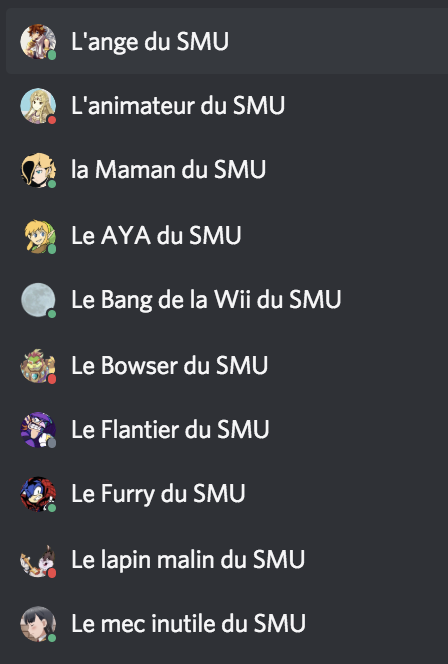 L'ange du SMU
L'animateur du SMU
la Maman du SMU
Le AYA du SMU
Le Bang de la Wii du SMU
Le Bowser du SMU
Le Flantier du SMU
Le Furry du SMU
Le lapin malin du SMU
Le mec inutile du SMU